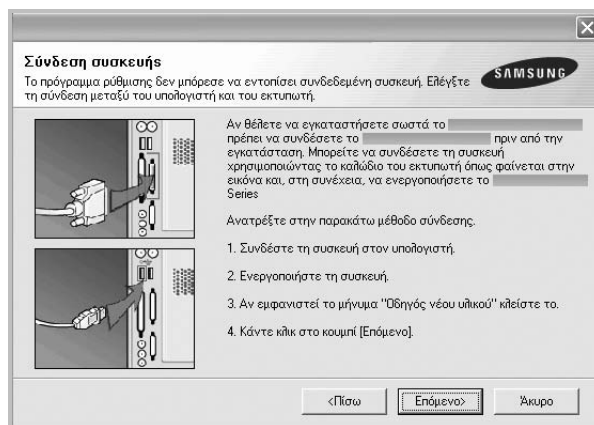 Σύνδεση συσκευής
Το πρόγραμμα ρύθμισης δεν μπόρεσε να εντοπίσει συνδεδεμένη συσκευή. Ελέγξτε
τη σύνδεση μεταξύ του υπολογιστή και του εκτυπωτή.
SAMSUNG
Αν θέλετε να εγκαταστήσετε σωστά το
πρέπει να συνδέσετε το πριν από την
εγκατάσταση. Μπορείτε να συνδέσετε τη συσκευή
χρησιμοποιώντας το καλώδιο του εκτυπωτή όπως φαίνεται στην
εικόνα και, στη συνέχεια, να ενεργοποιήσετε το
Series
Ανατρέξτε στην παρακάτω μέθοδο σύνδεσης.
1. Συνδέστε τη συσκευή στον υπολογιστή.
2. Ενεργοποιήστε τη συσκευή.
3. Αν εμφανιστεί το μήνυμα "Οδηγός νέου υλικού" κλείστε το.
4. Κάντε κλικ στο κουμπί [Επόμενο].
<Πίσω Επόμενο> Άκυρο